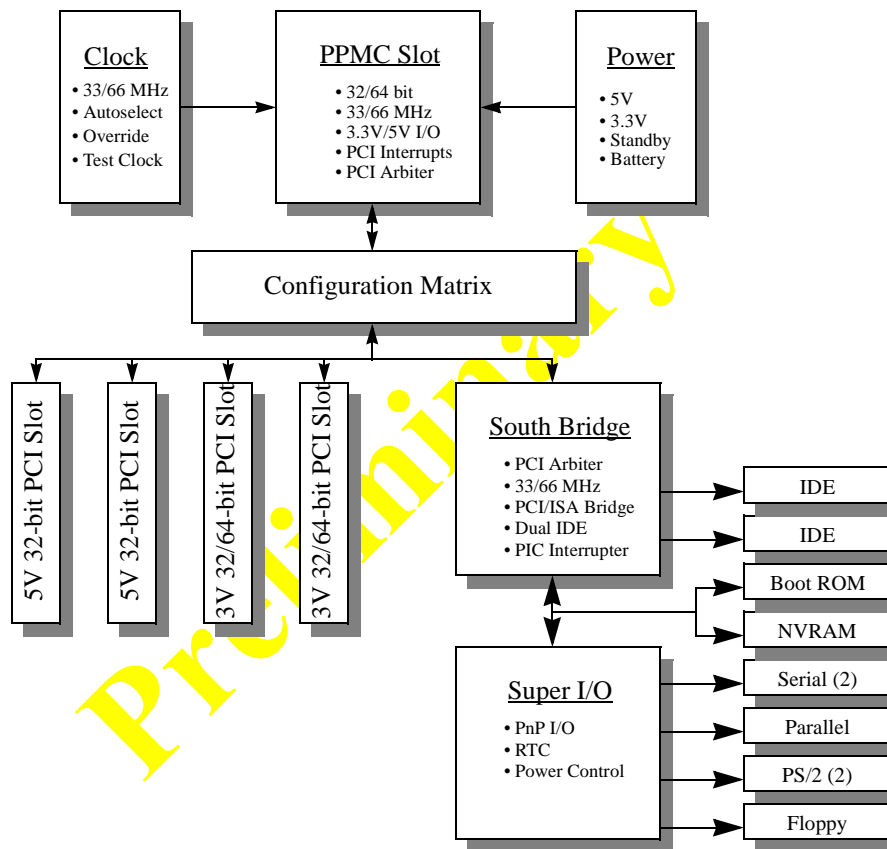 Clock
• 33/66 MHz
• Autoselect
• Override
• Test Clock
PPMC Slot
• 32/64 bit
• 33/66 MHz
• 3.3V/5V I/O
• PCI Interrupts
• PCI Arbiter
Power
• 5V
• 3.3V
• Standby
• Battery
Configuration Matrix
5V 32-bit PCI Slot
5V 32-bit PCI Slot
3V 32/64-bit PCI Slot
3V 32/64-bit PCI Slot
South Bridge
• PCI Arbiter
• 33/66 MHz
• PCI/ISA Bridge
• Dual IDE
• PIC Interrupter
IDE
IDE
Boot ROM
NVRAM
Super I/O
• PnP I/O
• RTC
• Power Control
Serial (2)
Parallel
PS/2 (2)
Floppy
Preliminary